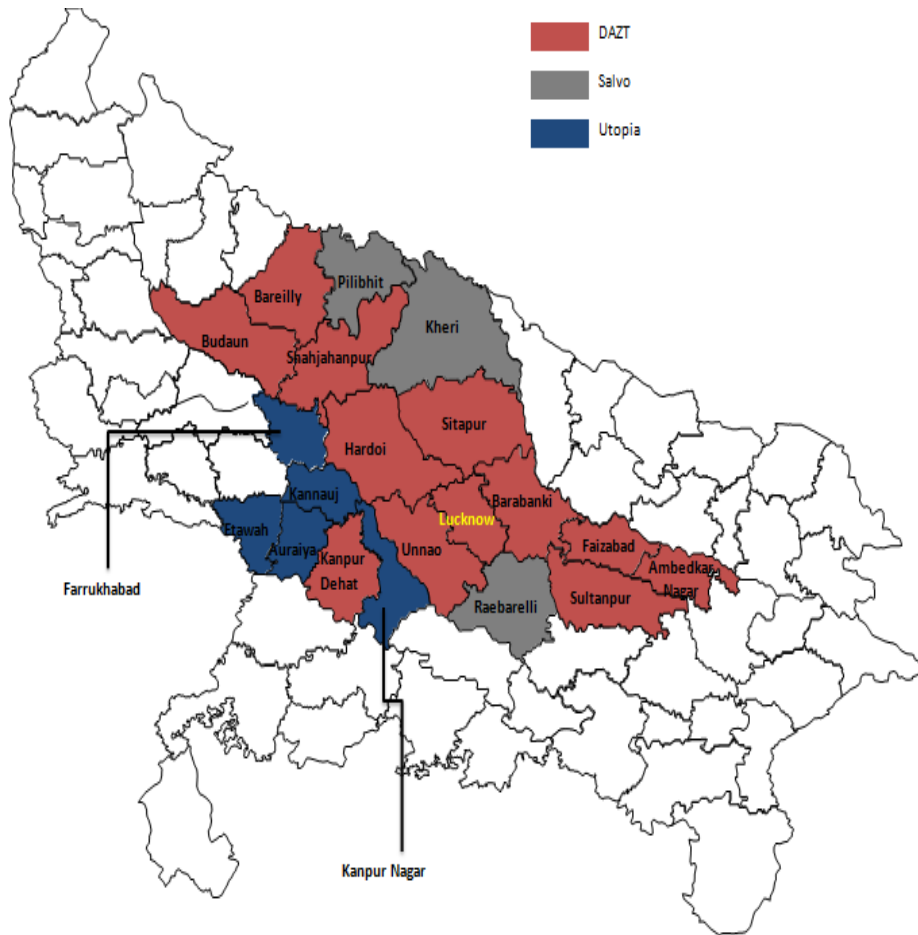 DAZT
Salvo
Utopia
Pilibhit
Bareilly
Kheri
Budaun
Shahjahanpur
Sitapur
Hardoi
Kannauj
Barabanki
Lucknow
Etawah
Auraiya
Unnao
Faizabad
Kanpur
Dehat
Ambedkar
Nagar
Farrukhabad
Sultanpur
Raebarelli
Kanpur Nagar